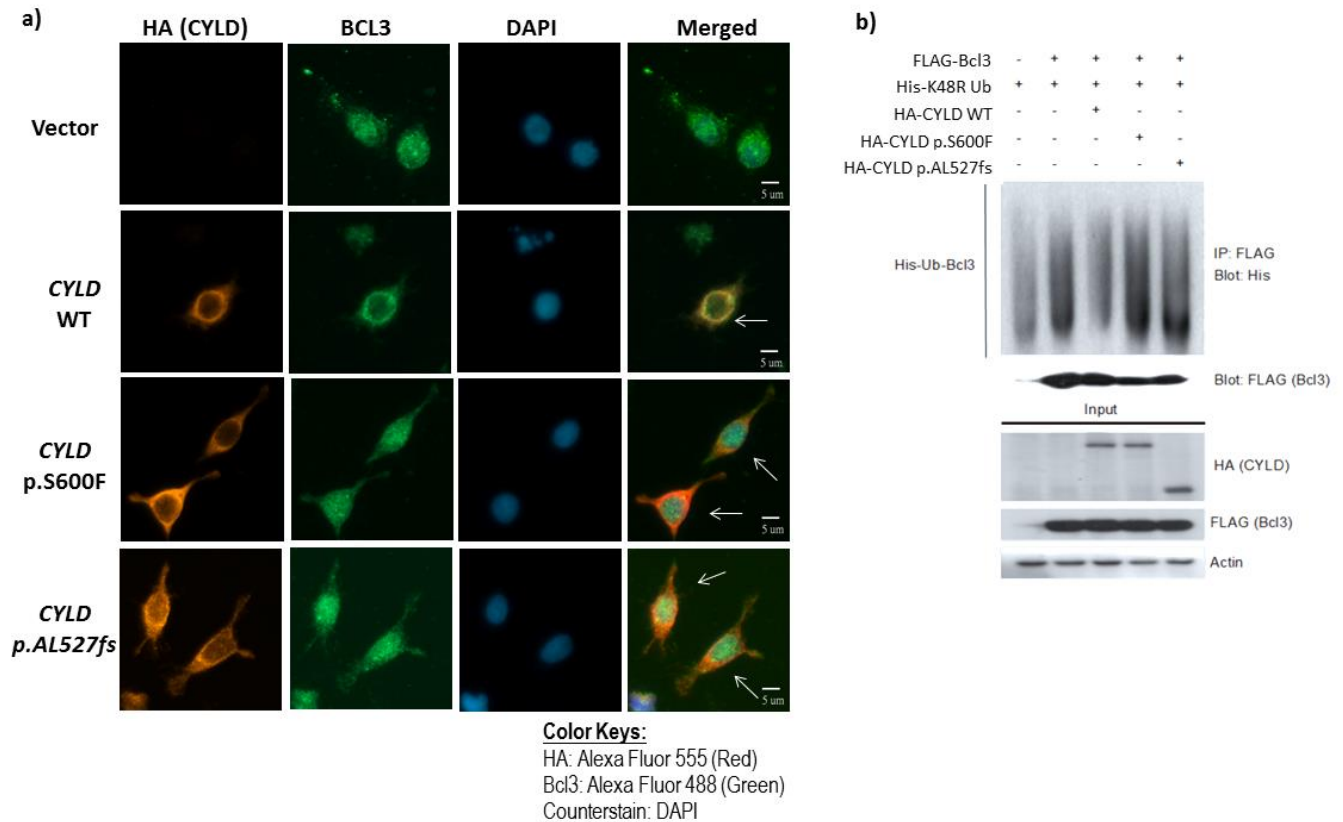 a)
HA (CYLD) BCL3 DAPI Merged
Vector
5 um
CYLD
WT
5 um
CYLD
p.S600F
5 um
CYLD
p.AL527fs
5 um
Color Keys:
HA: Alexa Fluor 555 (Red)
Bcl3: Alexa Fluor 488 (Green)
Counterstain: DAPI
b)
FLAG-Bcl3 - + + + +
His-K48R Ub + + + + +
HA-CYLD WT - - + - -
HA-CYLD p.S600F - - - + -
HA-CYLD p.AL527fs - - - - +
His-Ub-Bcl3
IP: FLAG
Blot: His
Blot: FLAG (Bcl3)
Input
HA (CYLD)
FLAG (Bcl3)
Actin